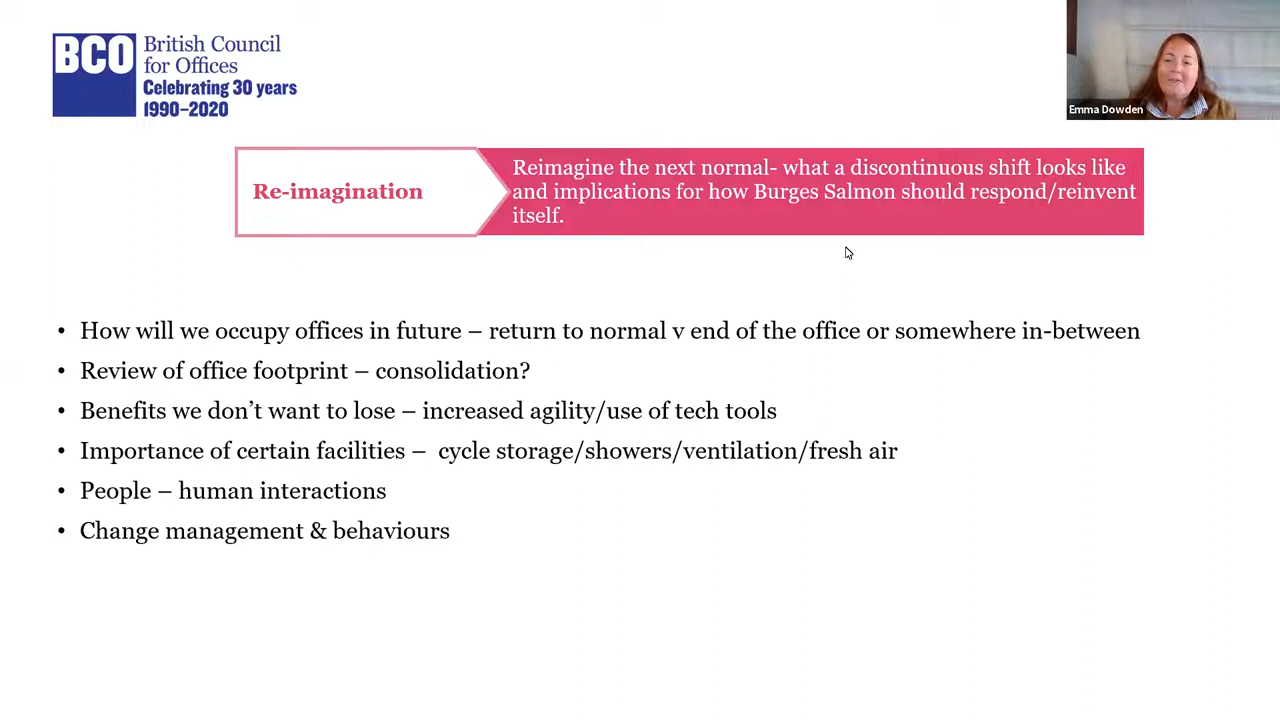 BCO
British Council
for Offices
Celebrating 30 years
1990–2020
Emma Dowden
Re-imagination
Reimagine the next normal- what a discontinuous shift looks like
and implications for how Burges Salmon should respond/reinvent
itself.
• How will we occupy offices in future – return to normal v end of the office or somewhere in-between
• Review of office footprint – consolidation?
• Benefits we don’t want to lose – increased agility/use of tech tools
• Importance of certain facilities –  cycle storage/showers/ventilation/fresh air
• People – human interactions
• Change management & behaviours